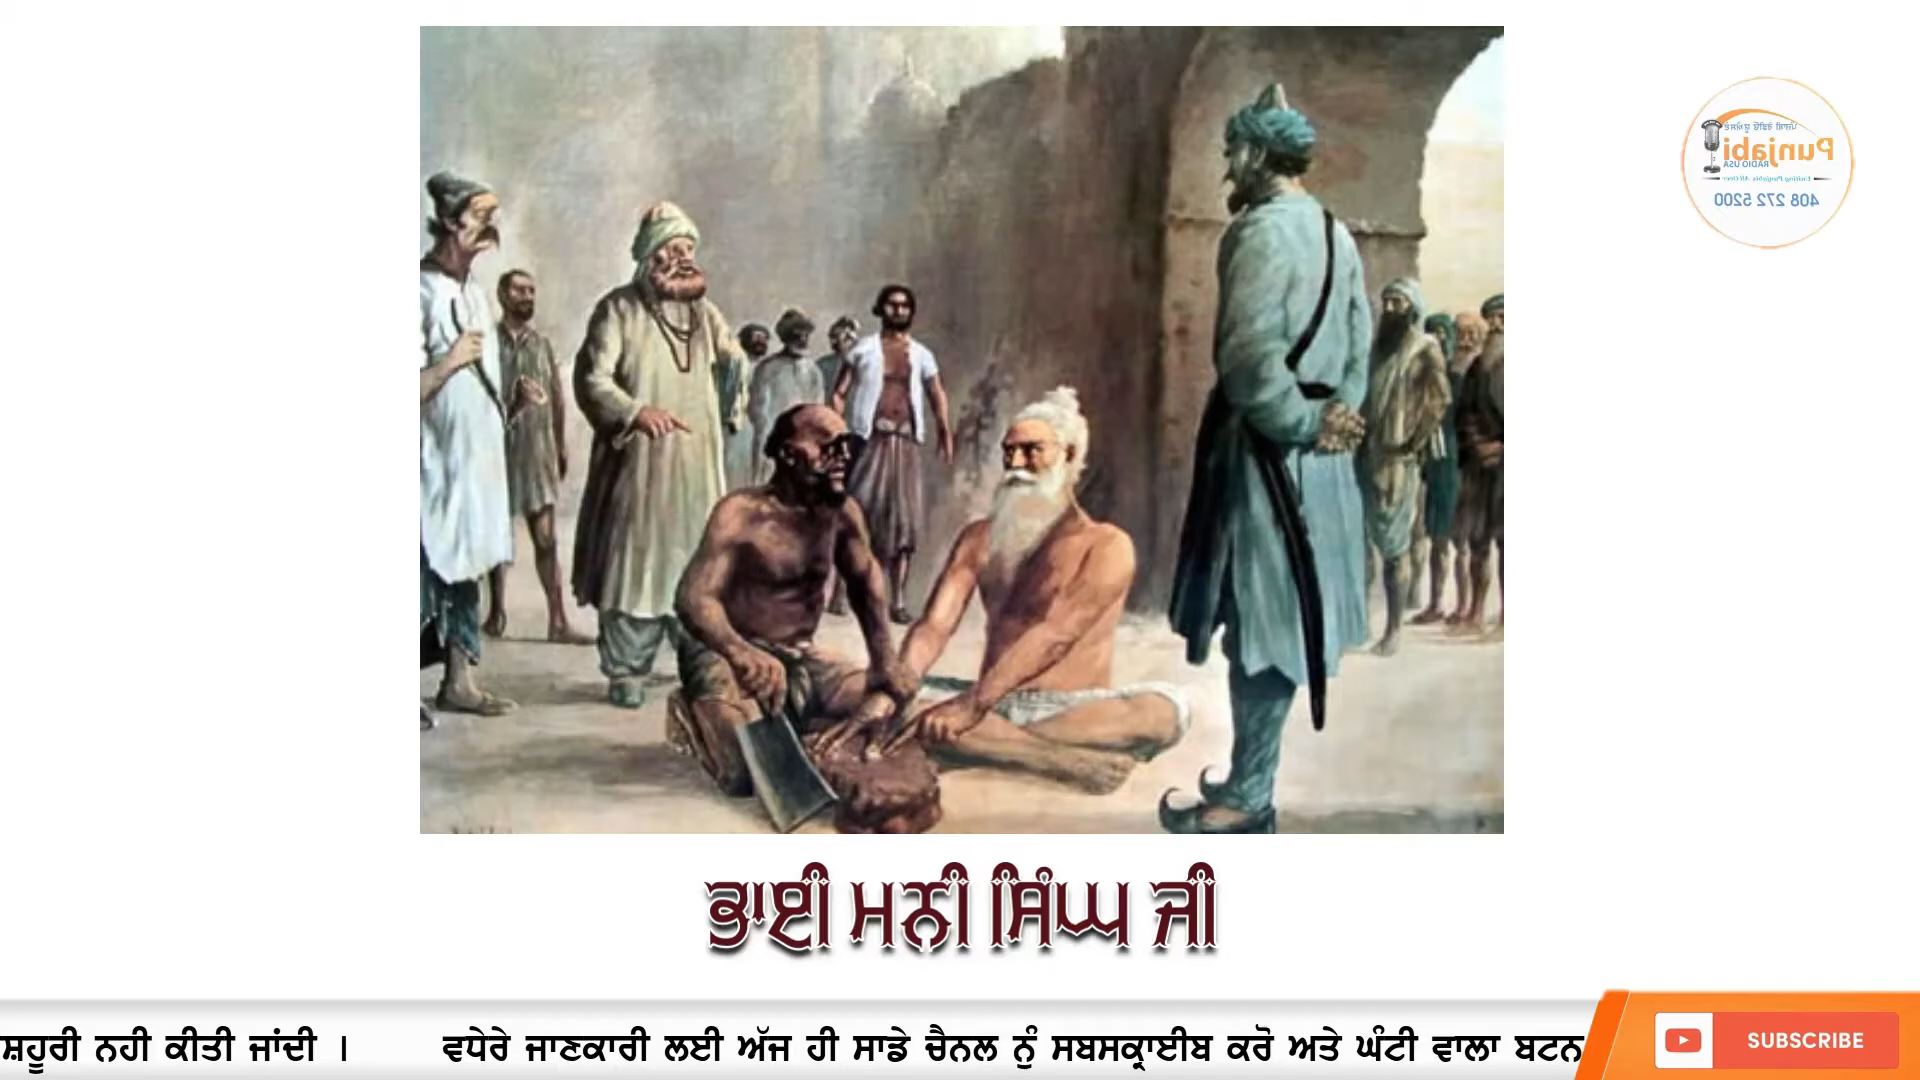 Punjabi
RADIO USA
408 272 5200
ਭਾਈ ਮਨੀ ਸਿੰਘ ਜੀ
ਸ਼ਹੂਰੀ ਨਹੀ ਕੀਤੀ ਜਾਂਦੀ । ਵਧੇਰੇ ਜਾਣਕਾਰੀ ਲਈ ਅੱਜ ਹੀ ਸਾਡੇ ਚੈਨਲ ਨੁੰ ਸਬਸਕ੍ਰਾਈਬ ਕਰੋ ਅਤੇ ਘੰਟੀ ਵਾਲਾ ਬਟਨ
SUBSCRIBE